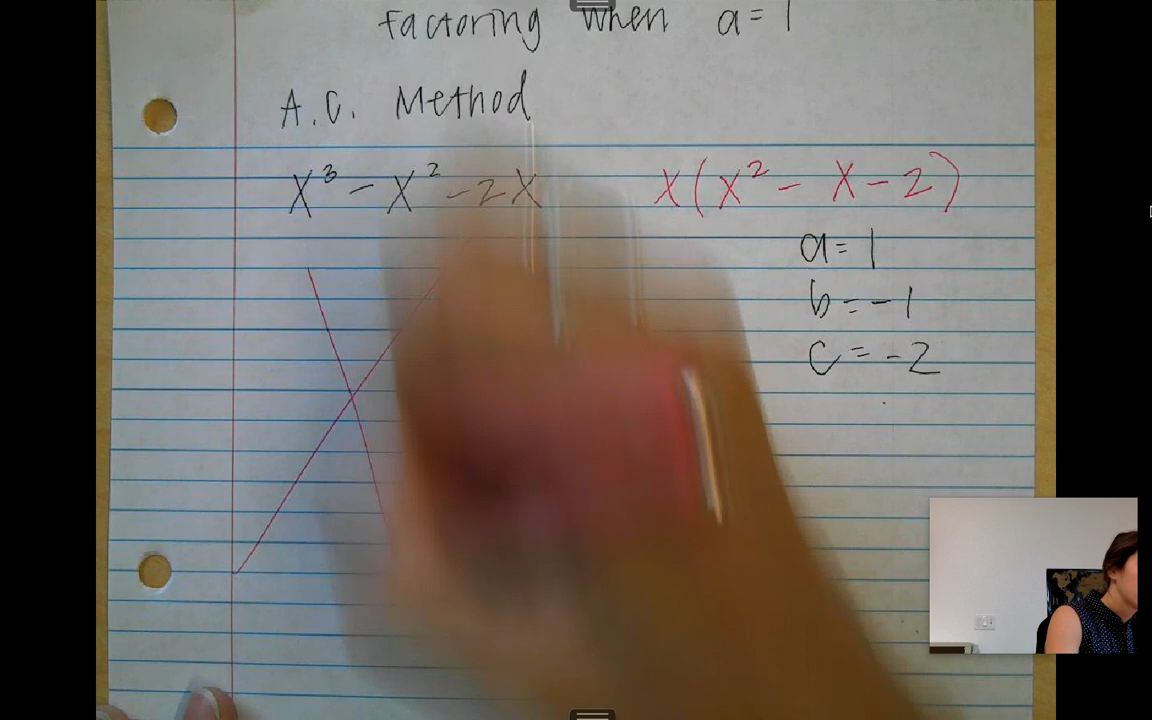 factoring when a = 1
A.C. Method
x³ - x² - 2x
x(x² - x - 2)
a = 1
b = -1
c = -2